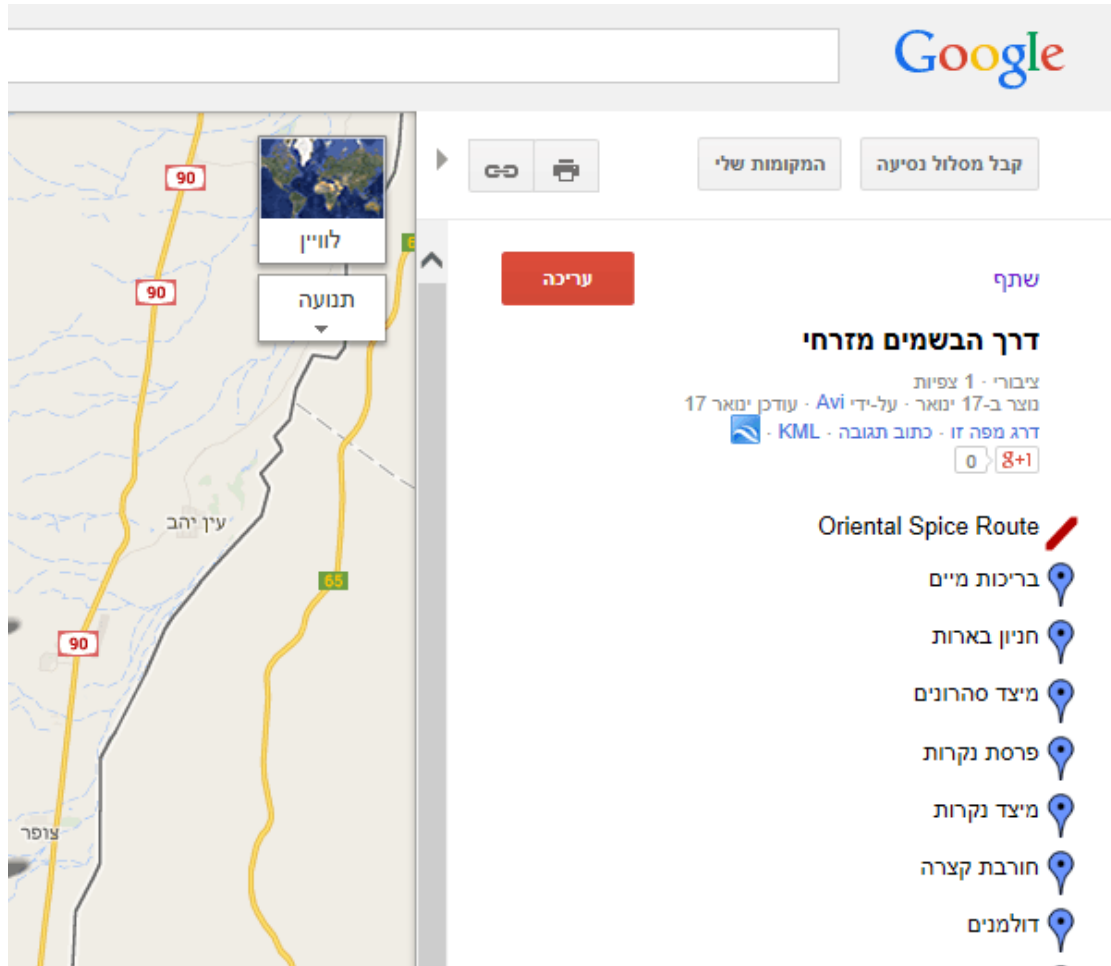 Google
קבל מסלול נסיעה
המקומות שלי
שתף
עריכה
דרך הבשמים מזרחי
ציבורי · 1 צפיות
נוצר ב-17 ינואר · על-ידי Avi · עודכן ינואר 17
דרג מפה זו · כתוב תגובה · KML ·
g+1 0
Oriental Spice Route
בריכות מיים
חניון בארות
מיצד סהרונים
פרסת נקרות
מיצד נקרות
חורבת קצרה
דולמנים
לוויין
תנועה
90
90
עין יהב
65
90
צופר